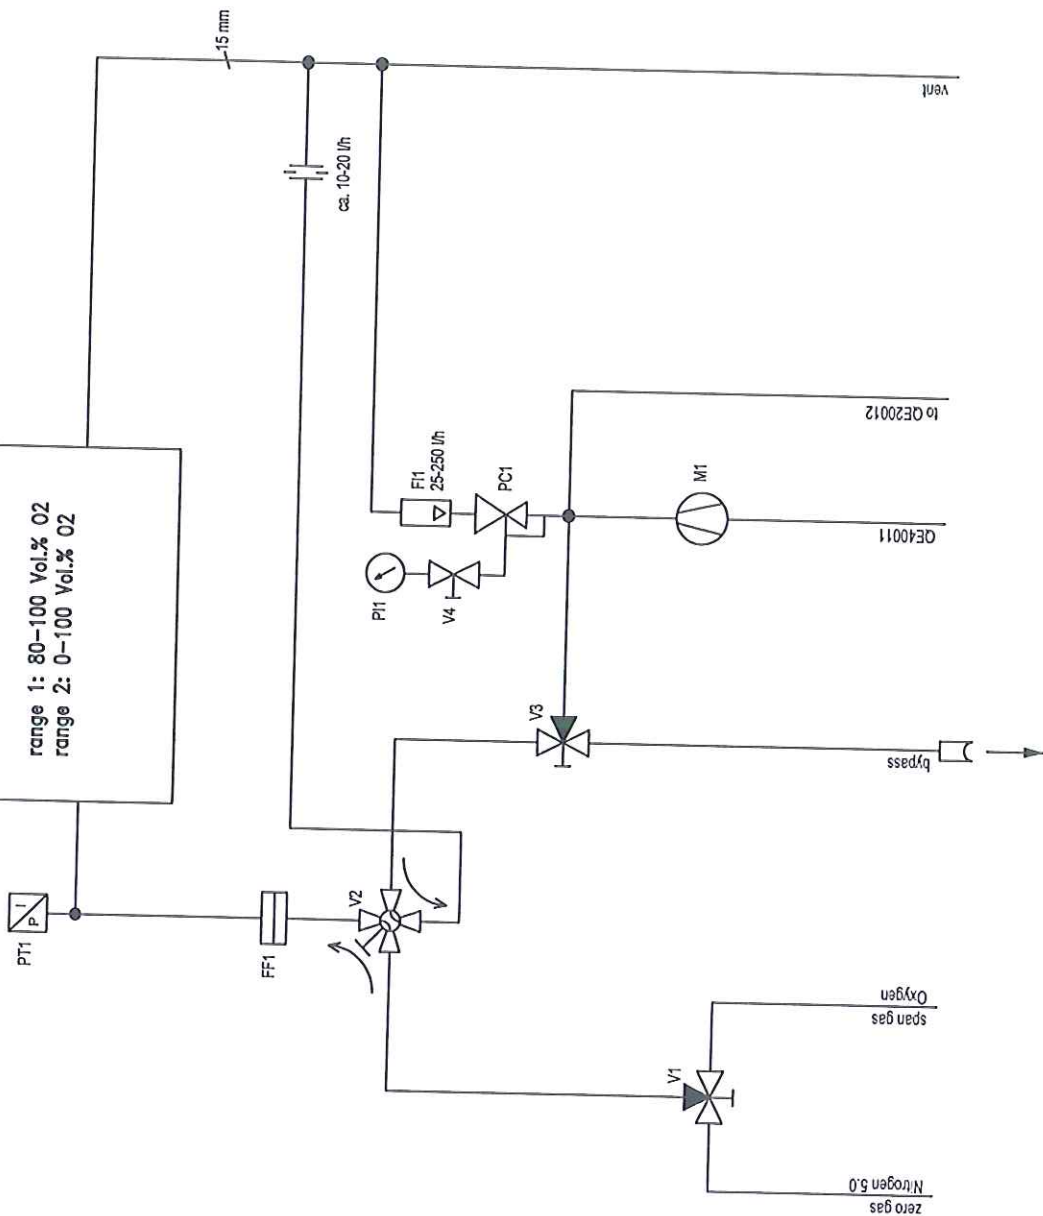 15 mm
vent
ca. 10-20 l/h
range 1: 80-100 Vol.% O2
range 2: 0-100 Vol.% O2
to QE20012
FI1
25-250 l/h
PC1
M1
QE40011
PI1
V4
V3
bypass
I
P
PT1
FF1
V2
Oxygen
span gas
V1
Nitrogen 5.0
zero gas